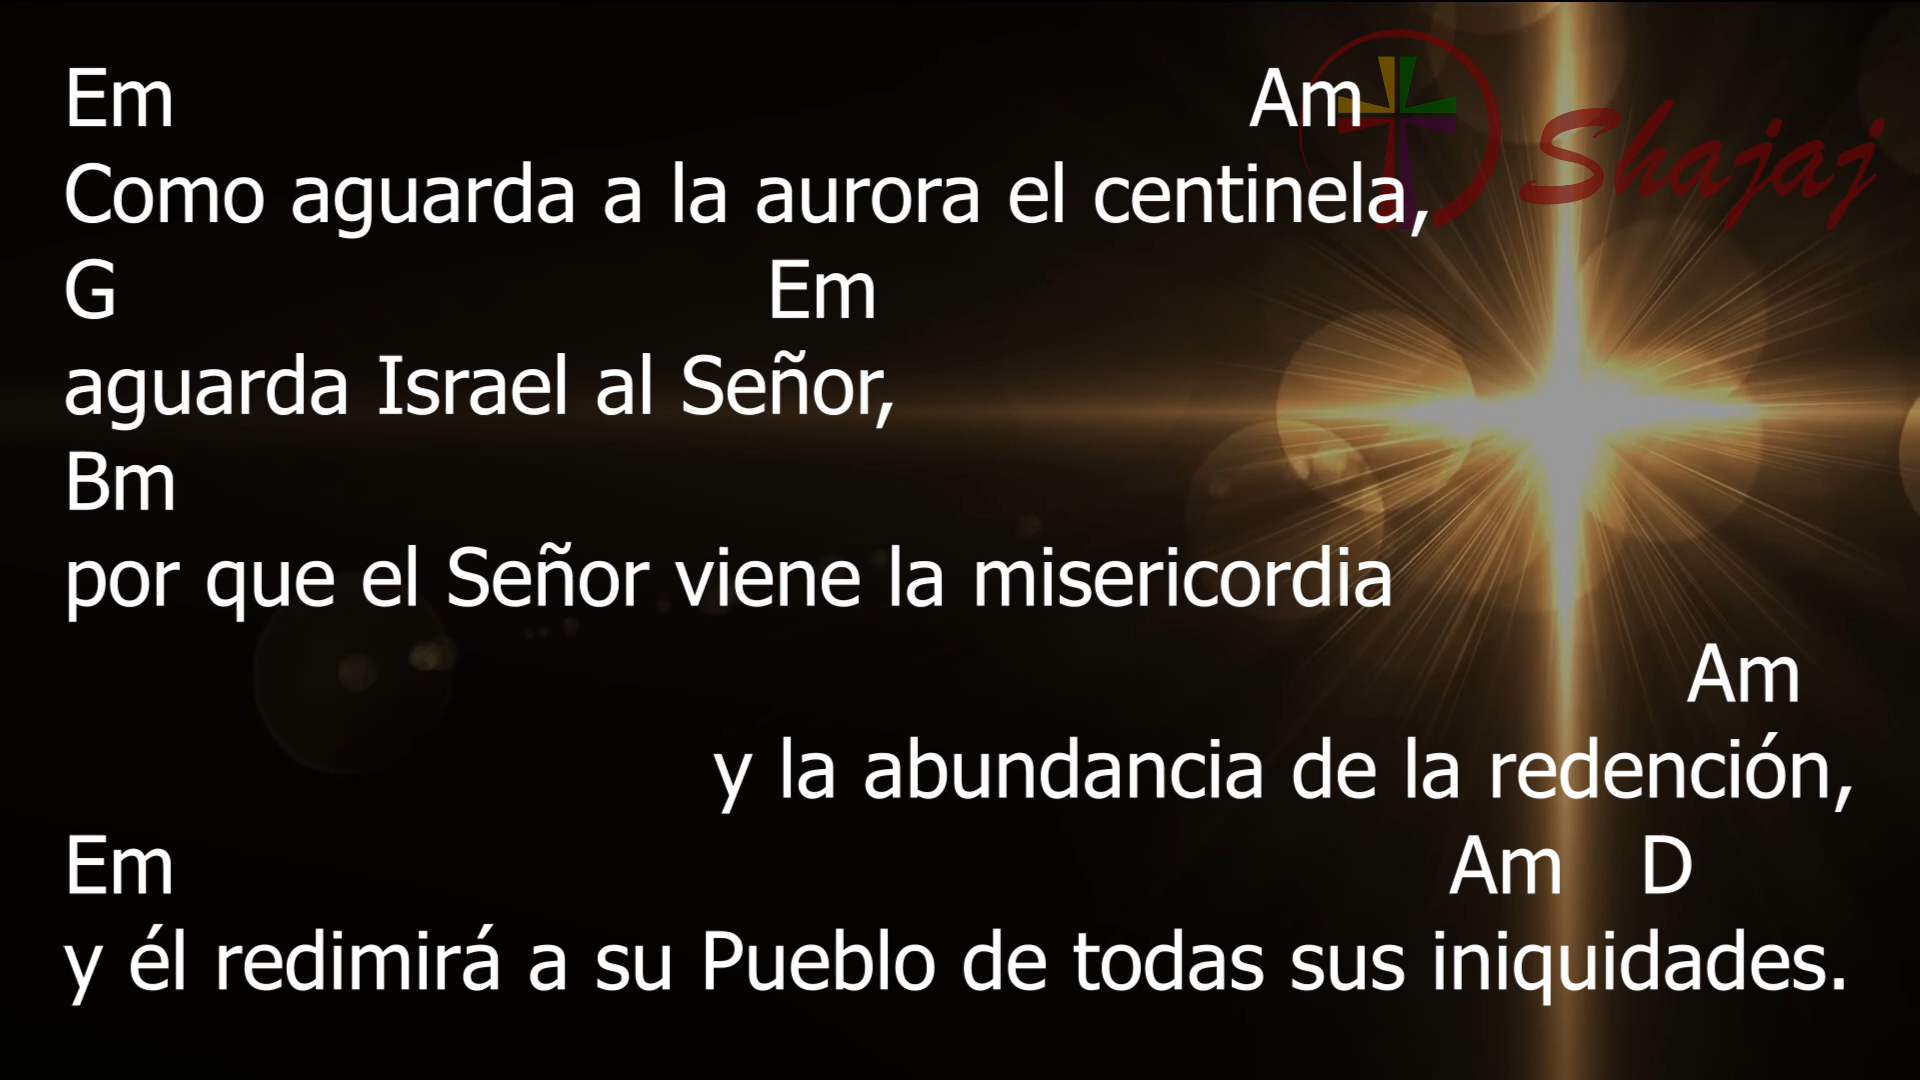 Em Am
Shajaj
Como aguarda a la aurora el centinela,
G Em
aguarda Israel al Señor,
Bm
por que el Señor viene la misericordia
Am
y la abundancia de la redención,
Em Am D
y él redimirá a su Pueblo de todas sus iniquidades.